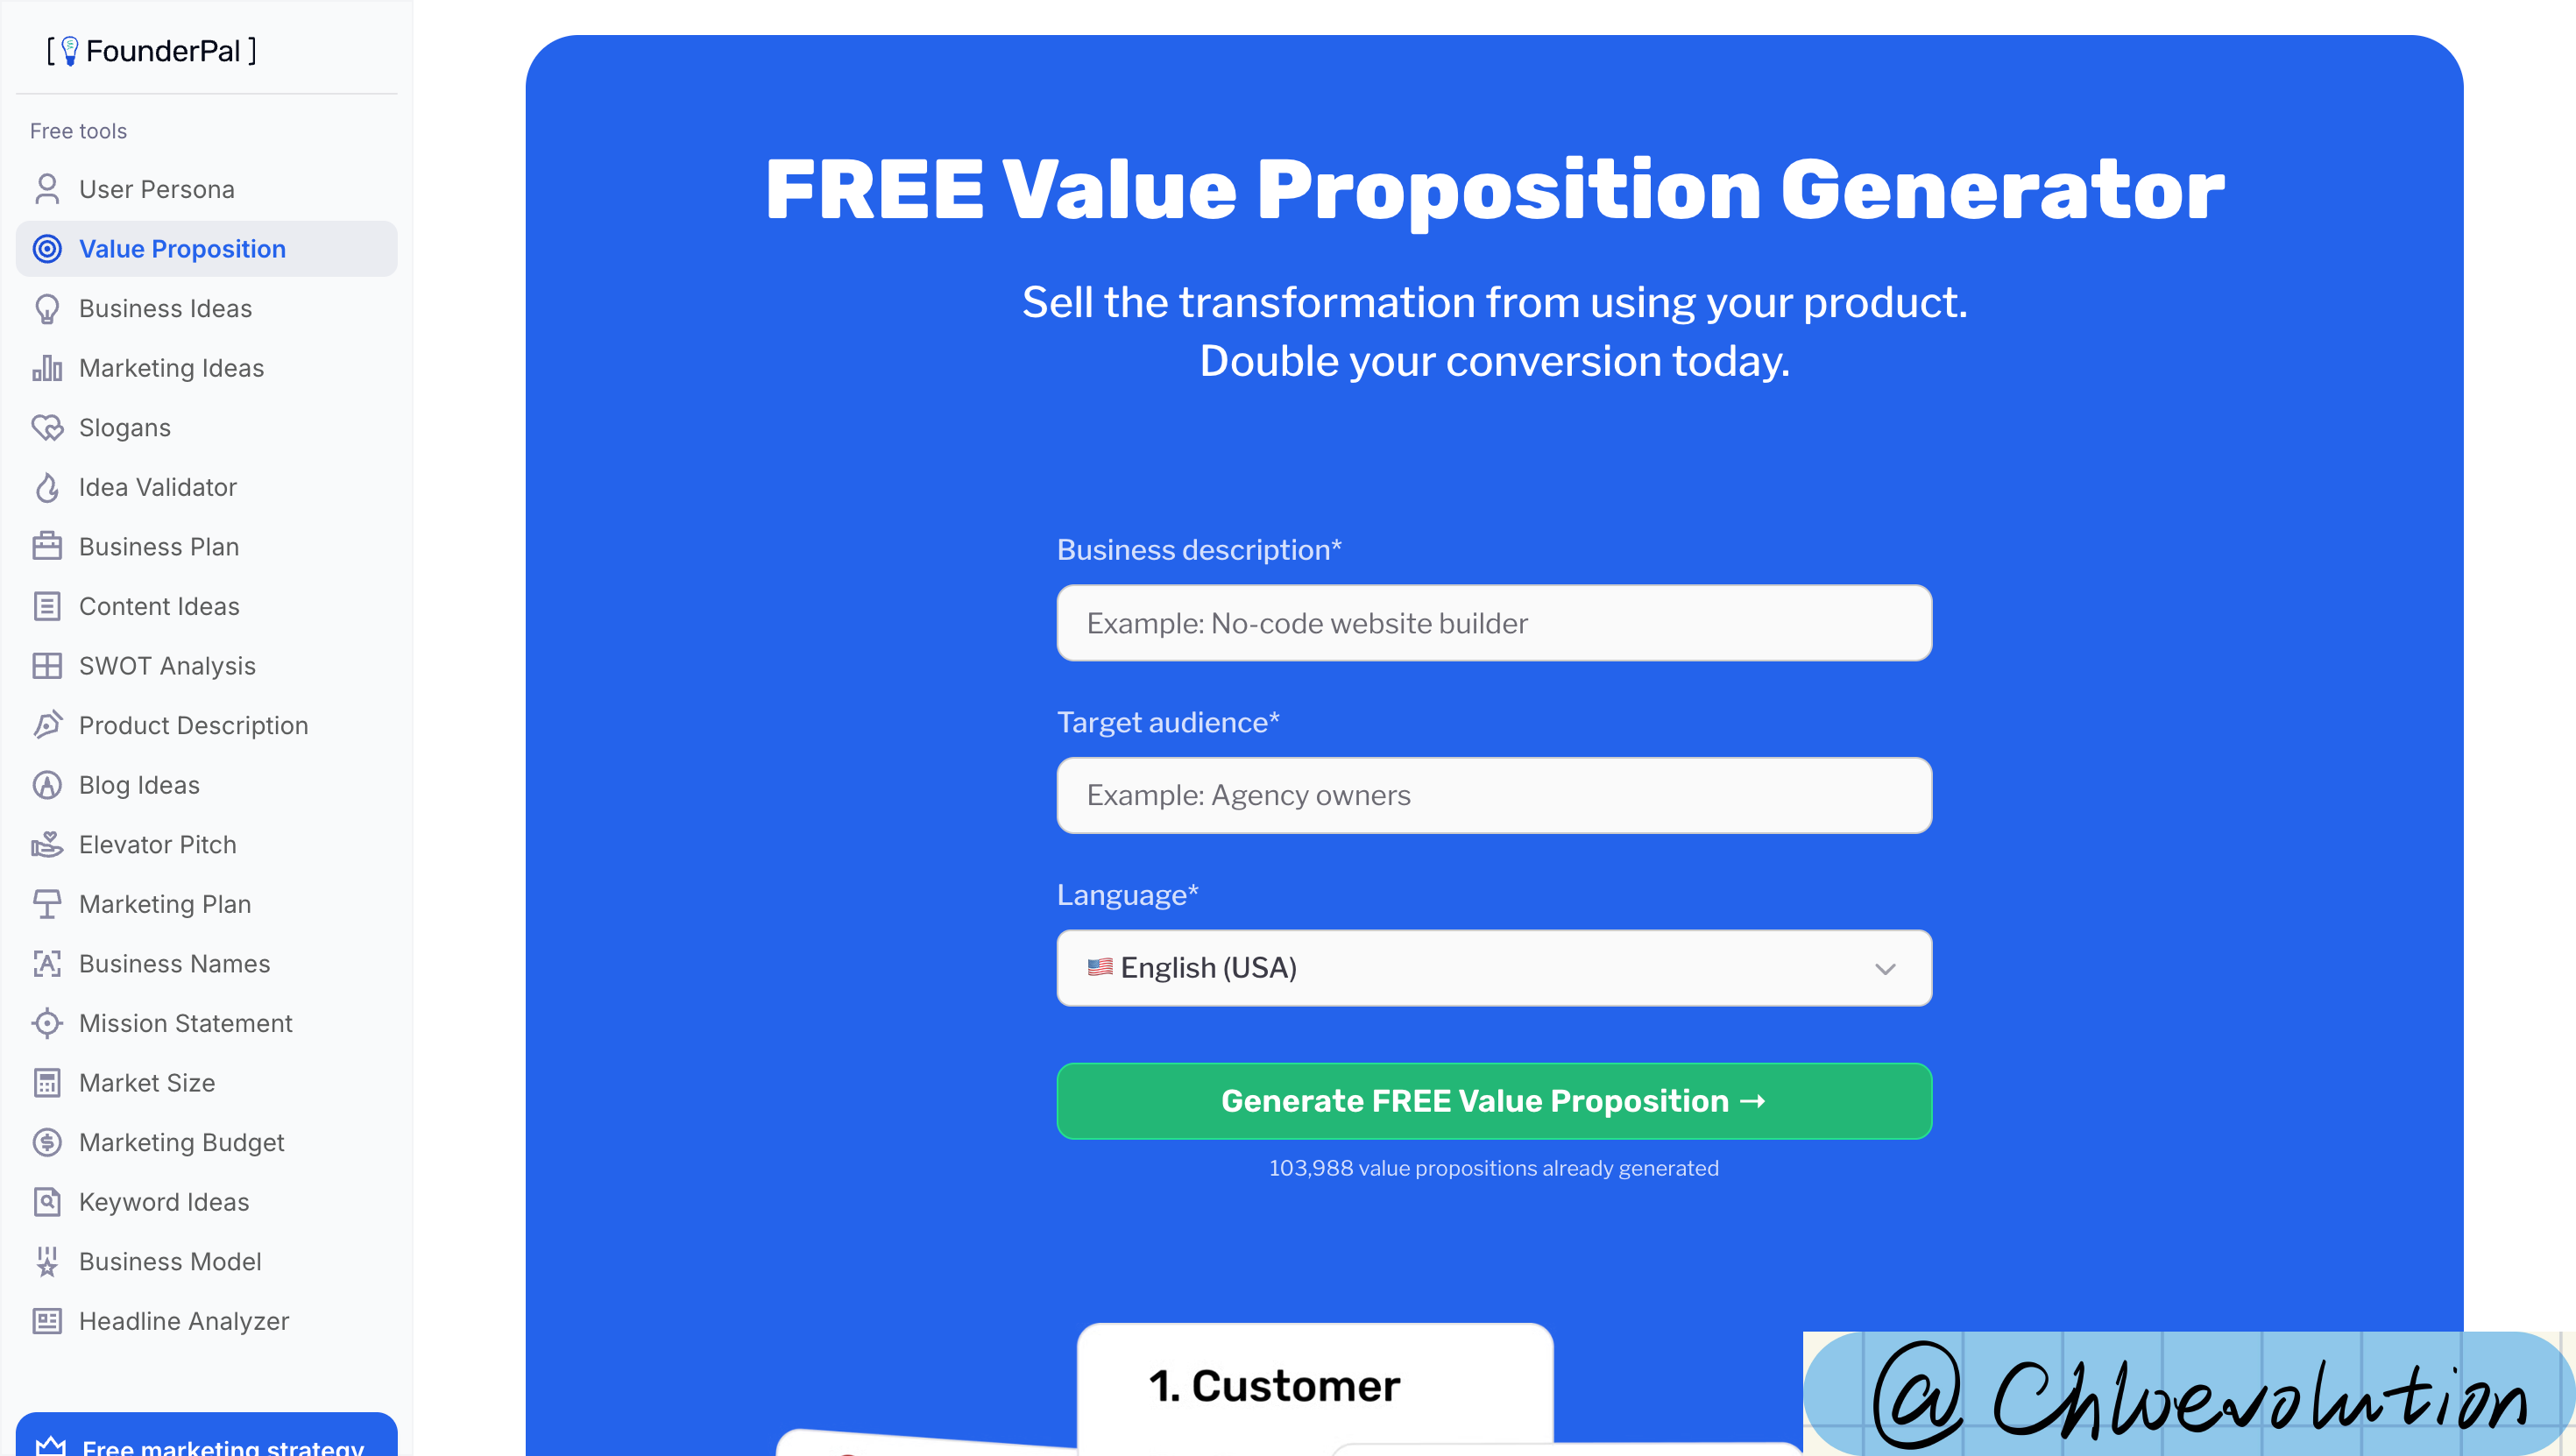 [ FounderPal ]
Free tools
User Persona
Value Proposition
Business Ideas
Marketing Ideas
Slogans
Idea Validator
Business Plan
Content Ideas
SWOT Analysis
Product Description
Blog Ideas
Elevator Pitch
Marketing Plan
Business Names
Mission Statement
Market Size
Marketing Budget
Keyword Ideas
Business Model
Headline Analyzer
Free marketing strategy
FREE Value Proposition Generator
Sell the transformation from using your product.
Double your conversion today.
Business description*
Example: No-code website builder
Target audience*
Example: Agency owners
Language*
English (USA)
Generate FREE Value Proposition →
103,988 value propositions already generated
1. Customer
@Chloevolution